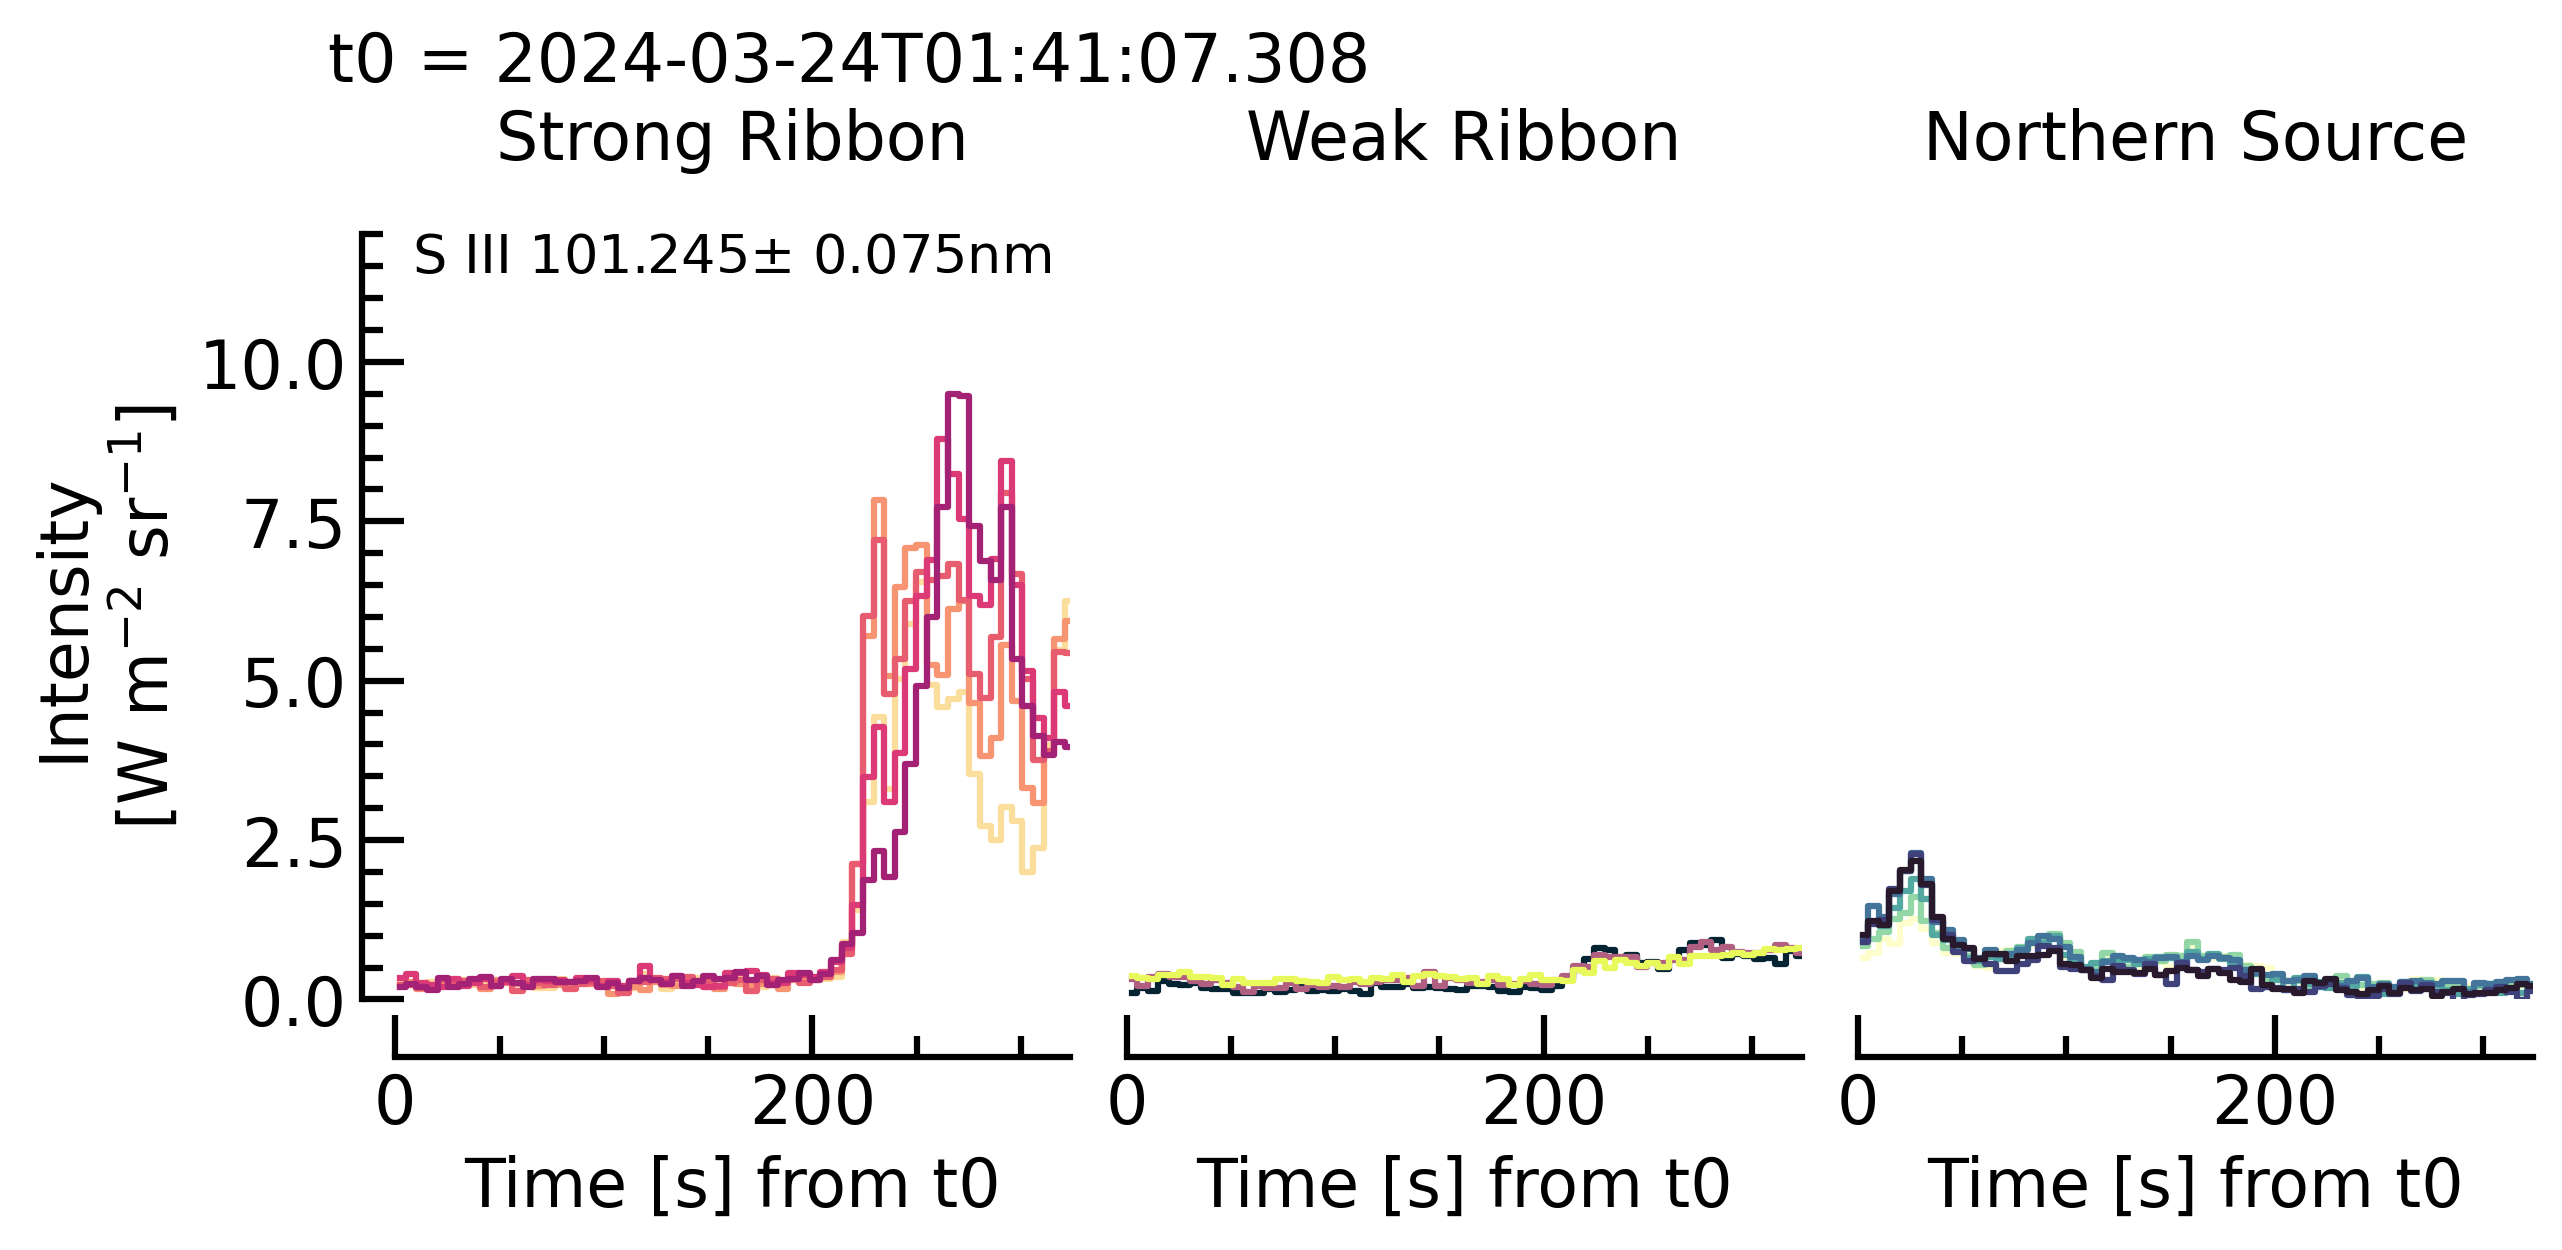 t0 = 2024-03-24T01:41:07.308
Strong Ribbon Weak Ribbon Northern Source
S III 101.245± 0.075nm
Intensity
[W m⁻² sr⁻¹]
10.0
7.5
5.0
2.5
0.0
0 200 0 200 0 200
Time [s] from t0 Time [s] from t0 Time [s] from t0